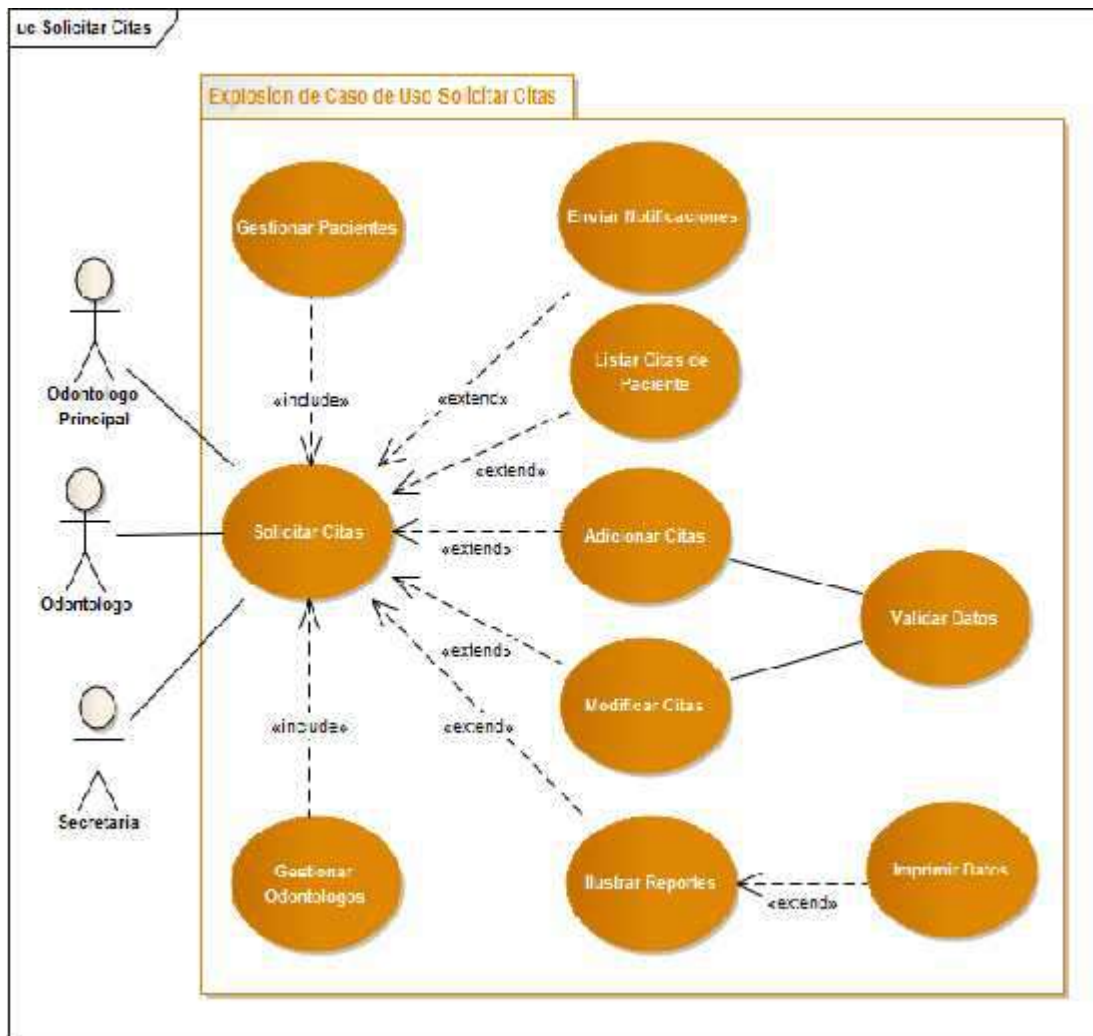 uc Solicitar Citas
Explosion de Caso de Uso Solicitar Citas
Gestionar Pacientes
Enviar Notificaciones
Listar Citas de
Paciente
Odontologo
Principal
«include»
«extend»
«extend»
Solicitar Citas
Adicionar Citas
«extend»
Odontologo
Validar Datos
«extend»
Modificar Citas
«include»
«extend»
Secretaria
Gestionar
Odontologos
Ilustrar Reportes
Imprimir Datos
«extend»